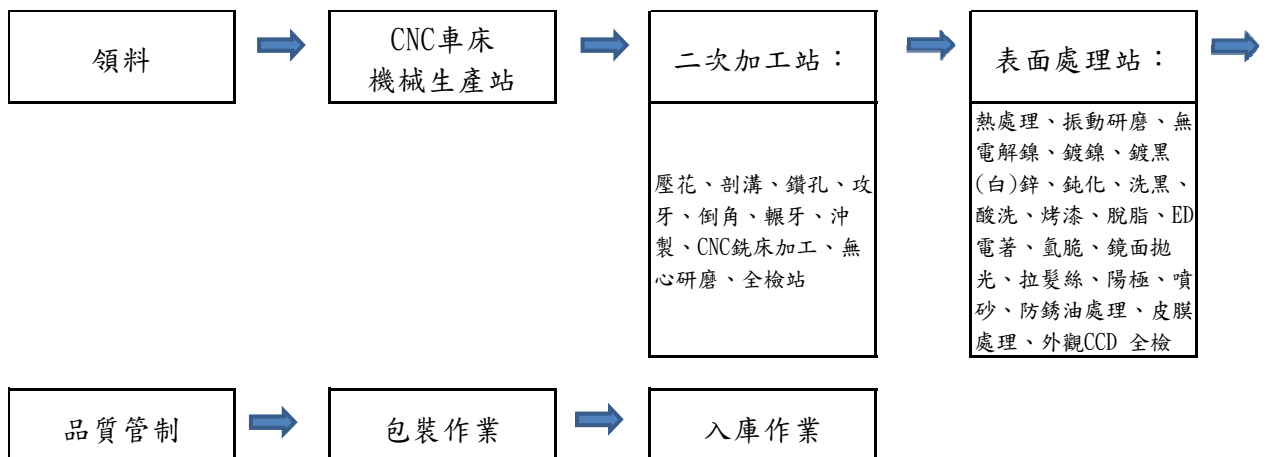 領料
CNC車床
機械生產站
二次加工站：
壓花、剖溝、鑽孔、攻
牙、倒角、輾牙、沖
製、CNC銑床加工、無
心研磨、全檢站
表面處理站：
熱處理、振動研磨、無
電解鎳、鍍鎳、鍍黑
(白)鋅、鈍化、洗黑、
酸洗、烤漆、脫脂、ED
電著、氫脆、鏡面拋
光、拉髮絲、陽極、噴
砂、防銹油處理、皮膜
處理、外觀CCD 全檢
品質管制
包裝作業
入庫作業